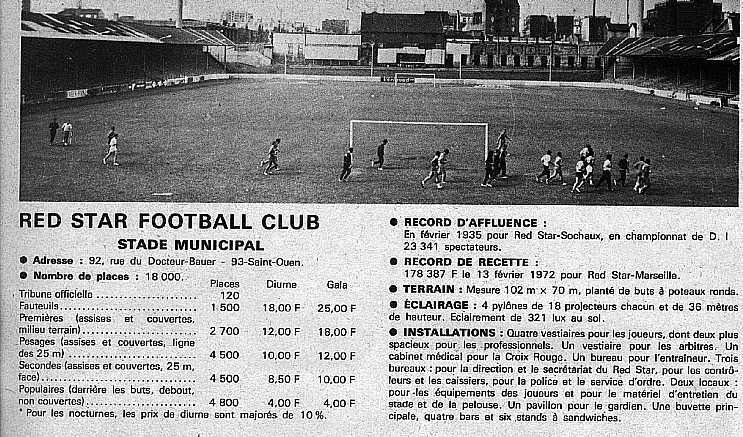 RED STAR FOOTBALL CLUB
STADE MUNICIPAL
● Adresse : 92, rue du Docteur-Bauer - 93-Saint-Ouen.
● Nombre de places : 18 000.
Places Diurne Gala
Tribune officielle ........................ 120
Fauteuils ........................ 1 500 18,00 F 25,00 F
Premières (assises et couvertes,
milieu terrain) ........................ 2 700 12,00 F 18,00 F
Pesages (assises et couvertes, ligne
des 25 m) ........................ 4 500 10,00 F 12,00 F
Secondes (assises et couvertes, 25 m,
face) ........................ 4 500 8,50 F 10,00 F
Populaires (derrière les buts, debout,
non couvertes) ........................ 4 800 4,00 F 4,00 F
* Pour les nocturnes, les prix de diurne sont majorés de 10 %.
● RECORD D'AFFLUENCE :
En février 1935 pour Red Star-Sochaux, en championnat de D. I
23 341 spectateurs.
● RECORD DE RECETTE :
178 387 F le 13 février 1972 pour Red Star-Marseille.
● TERRAIN : Mesure 102 m × 70 m, planté de buts à poteaux ronds.
● ÉCLAIRAGE : 4 pylônes de 18 projecteurs chacun et de 36 mètres
de hauteur. Eclairement de 321 lux au sol.
● INSTALLATIONS : Quatre vestiaires pour les joueurs, dont deux plus
spacieux pour les professionnels. Un vestiaire pour les arbitres. Un
cabinet médical pour la Croix Rouge. Un bureau pour l'entraîneur. Trois
bureaux : pour la direction et le secrétariat du Red Star, pour les contrô-
leurs et les caissiers, pour la police et le service d'ordre. Deux locaux :
pour les équipements des joueurs et pour le matériel d'entretien du
stade et de la pelouse. Un pavillon pour le gardien. Une buvette prin-
cipale, quatre bars et six stands à sandwiches.